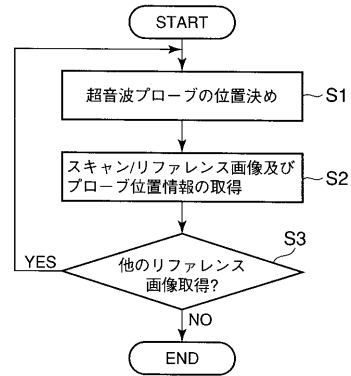 START
超音波プローブの位置決め
S1
スキャン/リファレンス画像及び
プローブ位置情報の取得
S2
S3
他のリファレンス
画像取得?
YES
NO
END